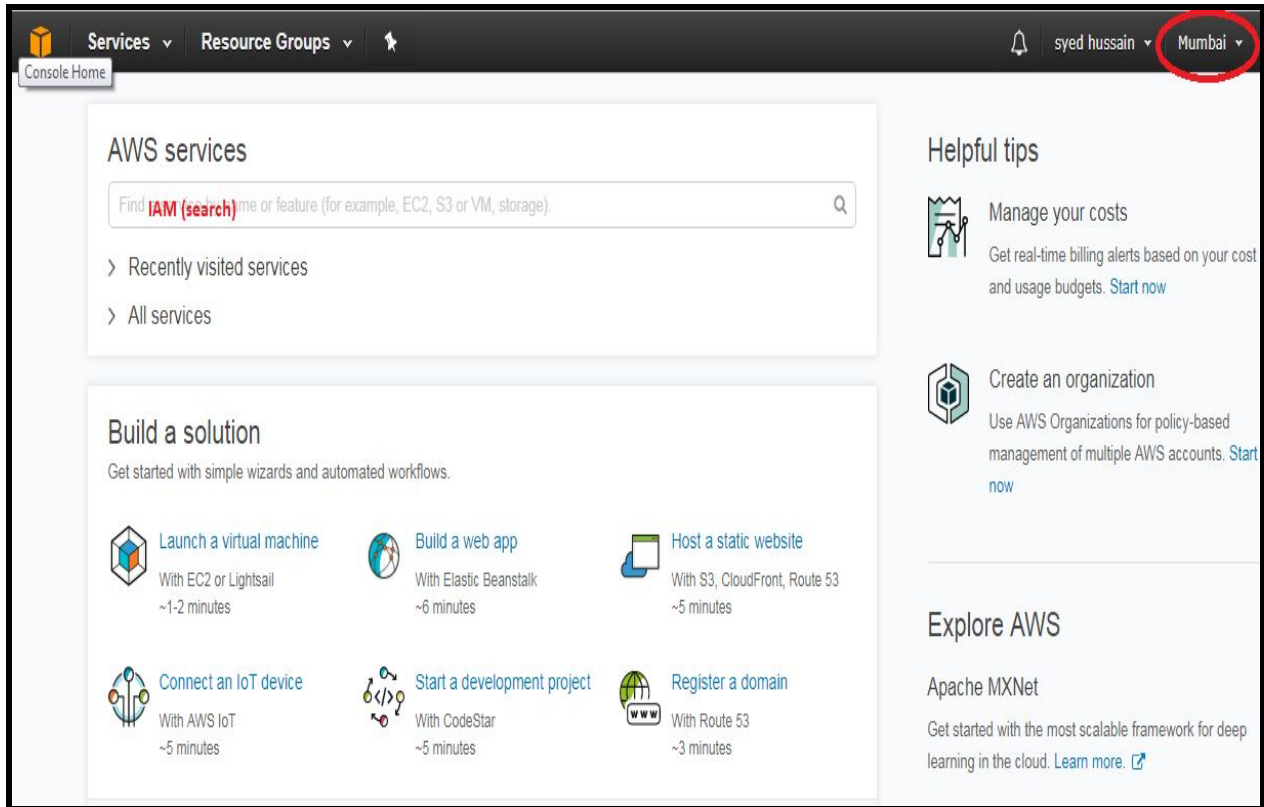 Services Resource Groups syed hussain Mumbai
Console Home
AWS services
Find IAM (search) me or feature (for example, EC2, S3 or VM, storage).
Recently visited services
All services
Build a solution
Get started with simple wizards and automated workflows.
Launch a virtual machine
With EC2 or Lightsail
~1-2 minutes
Build a web app
With Elastic Beanstalk
~6 minutes
Host a static website
With S3, CloudFront, Route 53
~5 minutes
Connect an IoT device
With AWS IoT
~5 minutes
Start a development project
With CodeStar
~5 minutes
www
Register a domain
With Route 53
~3 minutes
Helpful tips
Manage your costs
Get real-time billing alerts based on your cost
and usage budgets. Start now
Create an organization
Use AWS Organizations for policy-based
management of multiple AWS accounts. Start
now
Explore AWS
Apache MXNet
Get started with the most scalable framework for deep
learning in the cloud. Learn more.